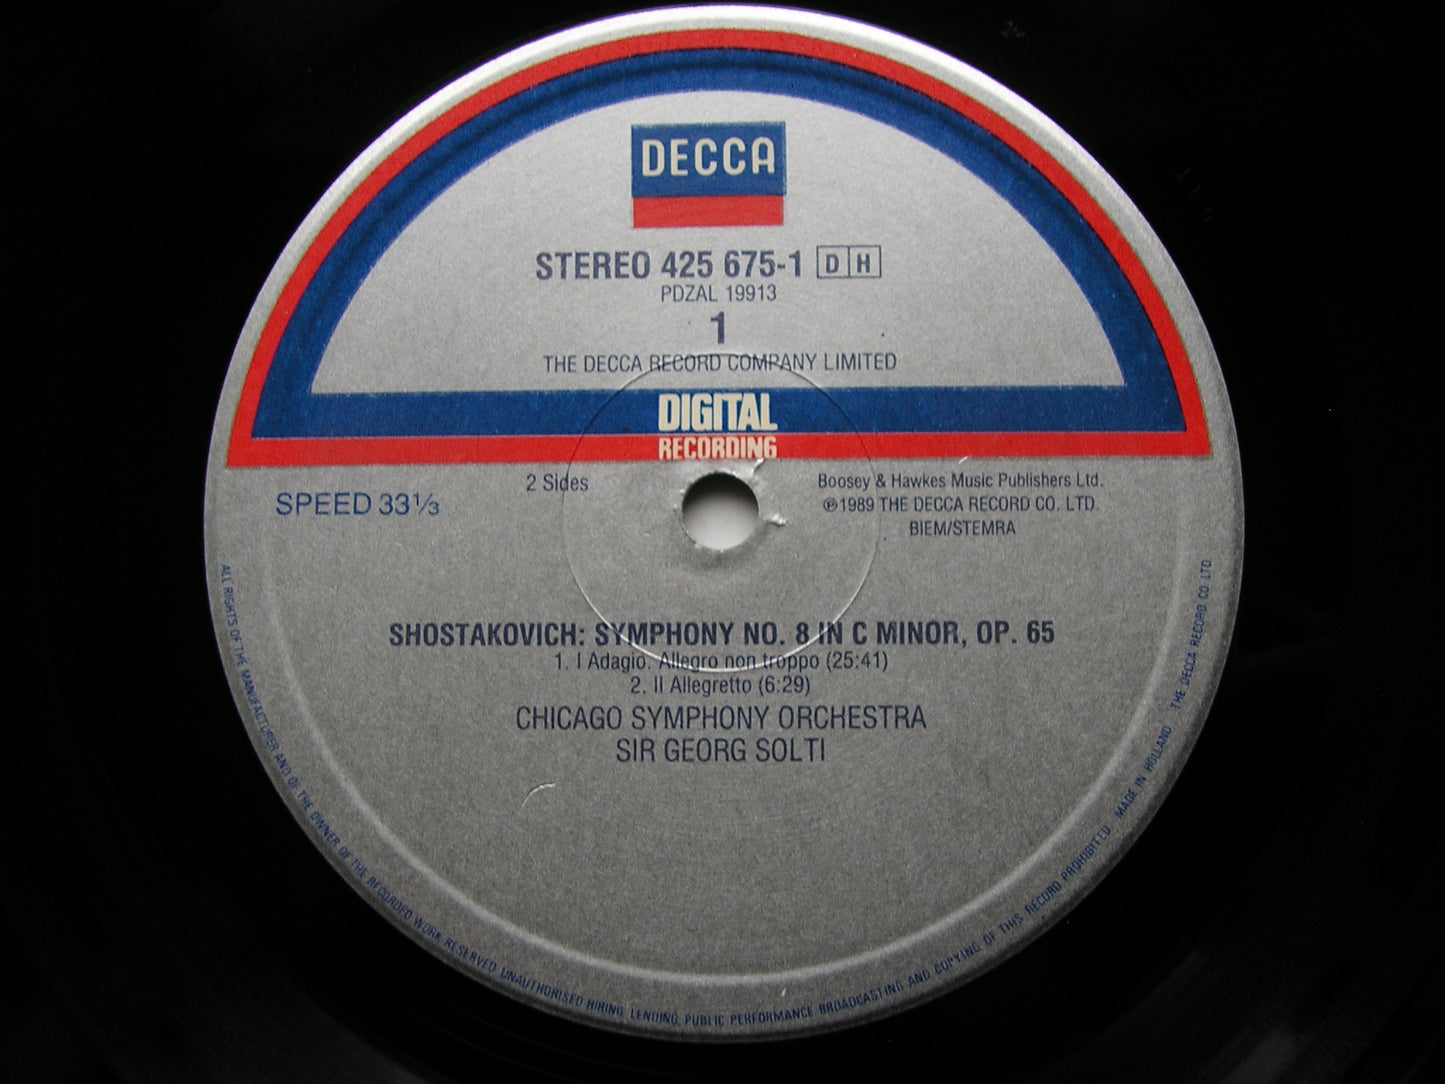 DECCA
STEREO 425 675-1 DH
PDZAL 19913
1
THE DECCA RECORD COMPANY LIMITED
DIGITAL
RECORDING
SPEED 33⅓
2 Sides
Boosey & Hawkes Music Publishers Ltd.
℗1989 THE DECCA RECORD CO. LTD.
BIEM/STEMRA
SHOSTAKOVICH: SYMPHONY NO. 8 IN C MINOR, OP. 65
1. I Adagio. Allegro non troppo (25:41)
2. II Allegretto (6:29)
CHICAGO SYMPHONY ORCHESTRA
SIR GEORG SOLTI
ALL RIGHTS OF THE MANUFACTURER AND OF THE OWNER OF THE RECORDED WORK RESERVED UNAUTHORISED HIRING, LENDING, PUBLIC PERFORMANCE BROADCASTING AND COPYING OF THIS RECORD PROHIBITED MADE IN HOLLAND THE DECCA RECORD CO LTD